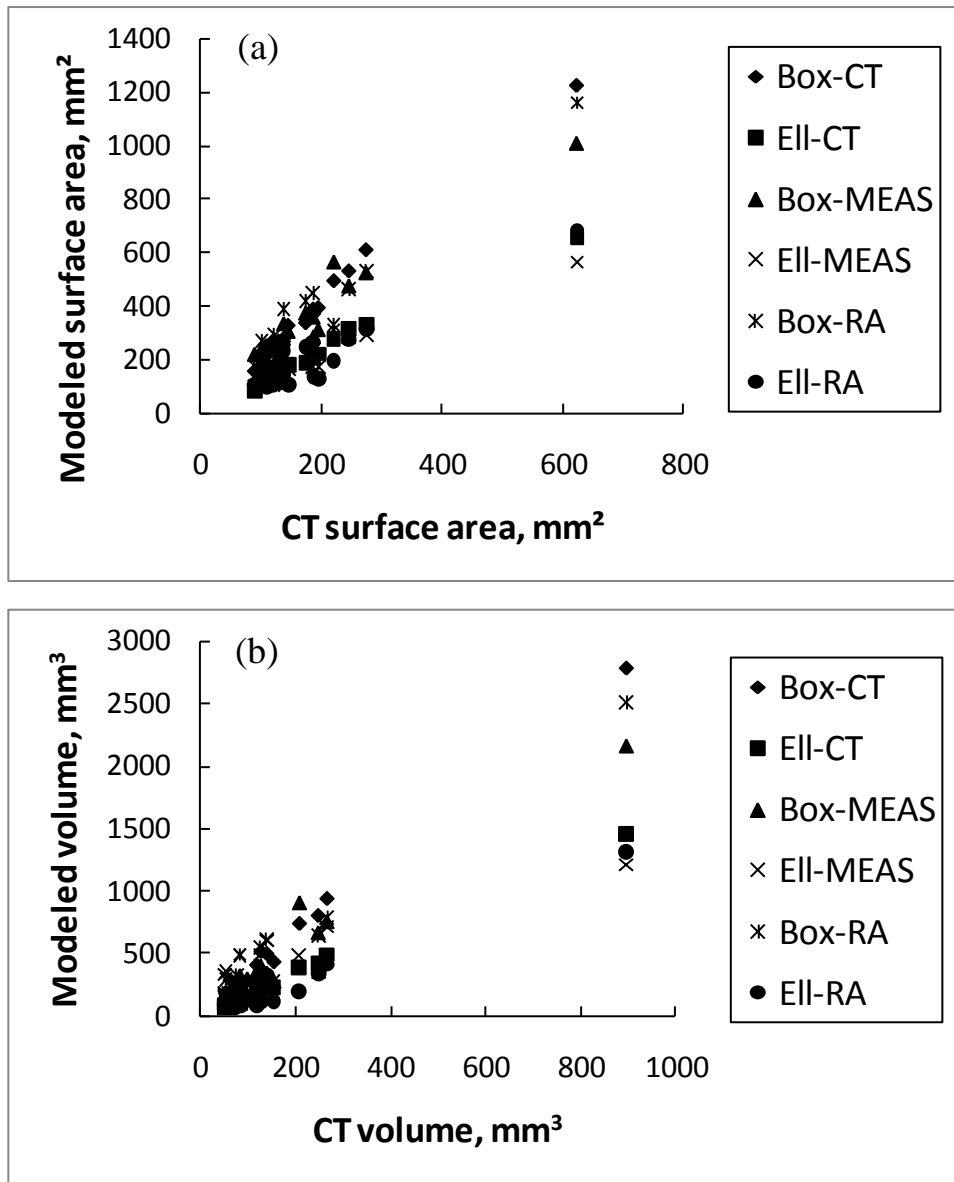 (a)
Modeled surface area, mm²
1400
1200
1000
800
600
400
200
0
0 200 400 600 800
CT surface area, mm²
Box-CT
Ell-CT
Box-MEAS
Ell-MEAS
Box-RA
Ell-RA
(b)
Modeled volume, mm³
3000
2500
2000
1500
1000
500
0
0 200 400 600 800 1000
CT volume, mm³
Box-CT
Ell-CT
Box-MEAS
Ell-MEAS
Box-RA
Ell-RA